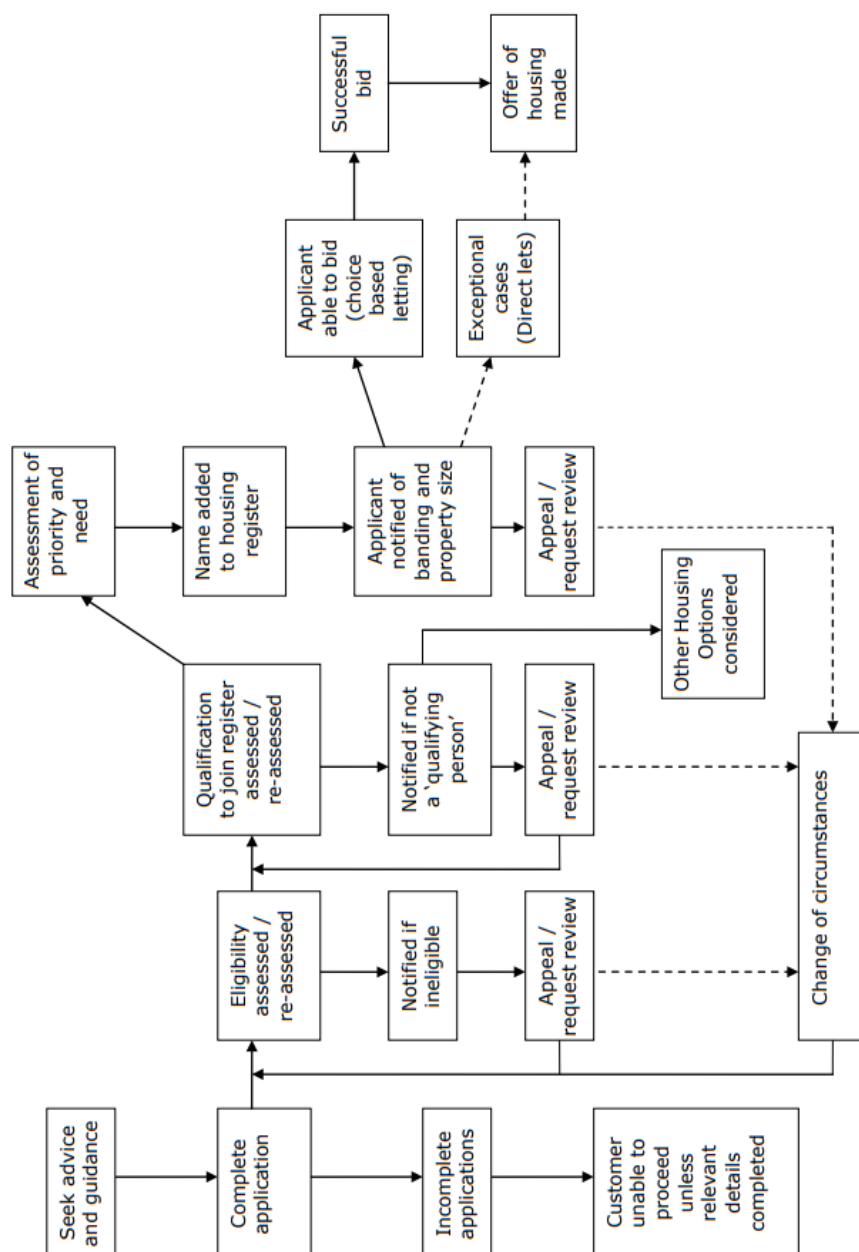 Seek advice
and guidance
Complete
application
Incomplete
applications
Customer
unable to
proceed
unless
relevant
details
completed
Eligibility
assessed /
re-assessed
Notified if
ineligible
Appeal /
request review
Qualification
to join register
assessed /
re-assessed
Notified if not
a ‘qualifying
person’
Appeal /
request review
Other Housing
Options
considered
Change of circumstances
Assessment of
priority and
need
Name added
to housing
register
Applicant
notified of
banding and
property size
Appeal /
request review
Applicant
able to bid
(choice
based
letting)
Exceptional
cases
(Direct lets)
Successful
bid
Offer of
housing
made